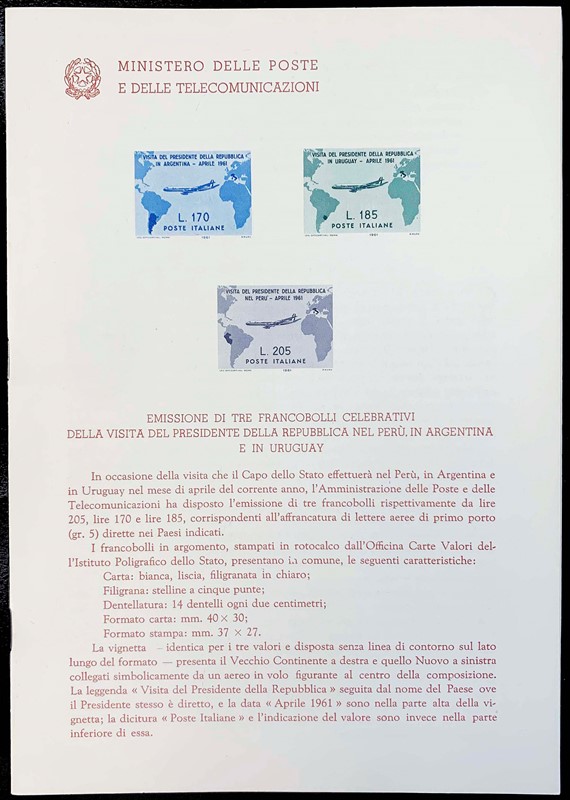 MINISTERO DELLE POSTE
E DELLE TELECOMUNICAZIONI
VISITA DEL PRESIDENTE DELLA REPUBBLICA
IN ARGENTINA - APRILE 1961
L. 170
POSTE ITALIANE
1961
VISITA DEL PRESIDENTE DELLA REPUBBLICA
IN URUGUAY - APRILE 1961
L. 185
POSTE ITALIANE
1961
VISITA DEL PRESIDENTE DELLA REPUBBLICA
NEL PERU' - APRILE 1961
L. 205
POSTE ITALIANE
1961
EMISSIONE DI TRE FRANCOBOLLI CELEBRATIVI
DELLA VISITA DEL PRESIDENTE DELLA REPUBBLICA NEL PERÙ, IN ARGENTINA
E IN URUGUAY
In occasione della visita che il Capo dello Stato effettuerà nel Perù, in Argentina e
in Uruguay nel mese di aprile del corrente anno, l'Amministrazione delle Poste e delle
Telecomunicazioni ha disposto l'emissione di tre francobolli rispettivamente da lire
205, lire 170 e lire 185, corrispondenti all'affrancatura di lettere aeree di primo porto
(gr. 5) dirette nei Paesi indicati.
I francobolli in argomento, stampati in rotocalco dall'Officina Carte Valori del-
l'Istituto Poligrafico dello Stato, presentano in comune, le seguenti caratteristiche:
Carta: bianca, liscia, filigranata in chiaro;
Filigrana: stelline a cinque punte;
Dentellatura: 14 dentelli ogni due centimetri;
Formato carta: mm. 40 × 30;
Formato stampa: mm. 37 × 27.
La vignetta – identica per i tre valori e disposta senza linea di contorno sul lato
lungo del formato — presenta il Vecchio Continente a destra e quello Nuovo a sinistra
collegati simbolicamente da un aereo in volo figurante al centro della composizione.
La leggenda « Visita del Presidente della Repubblica » seguita dal nome del Paese ove
il Presidente stesso è diretto, e la data « Aprile 1961 » sono nella parte alta della vi-
gnetta; la dicitura « Poste Italiane » e l'indicazione del valore sono invece nella parte
inferiore di essa.